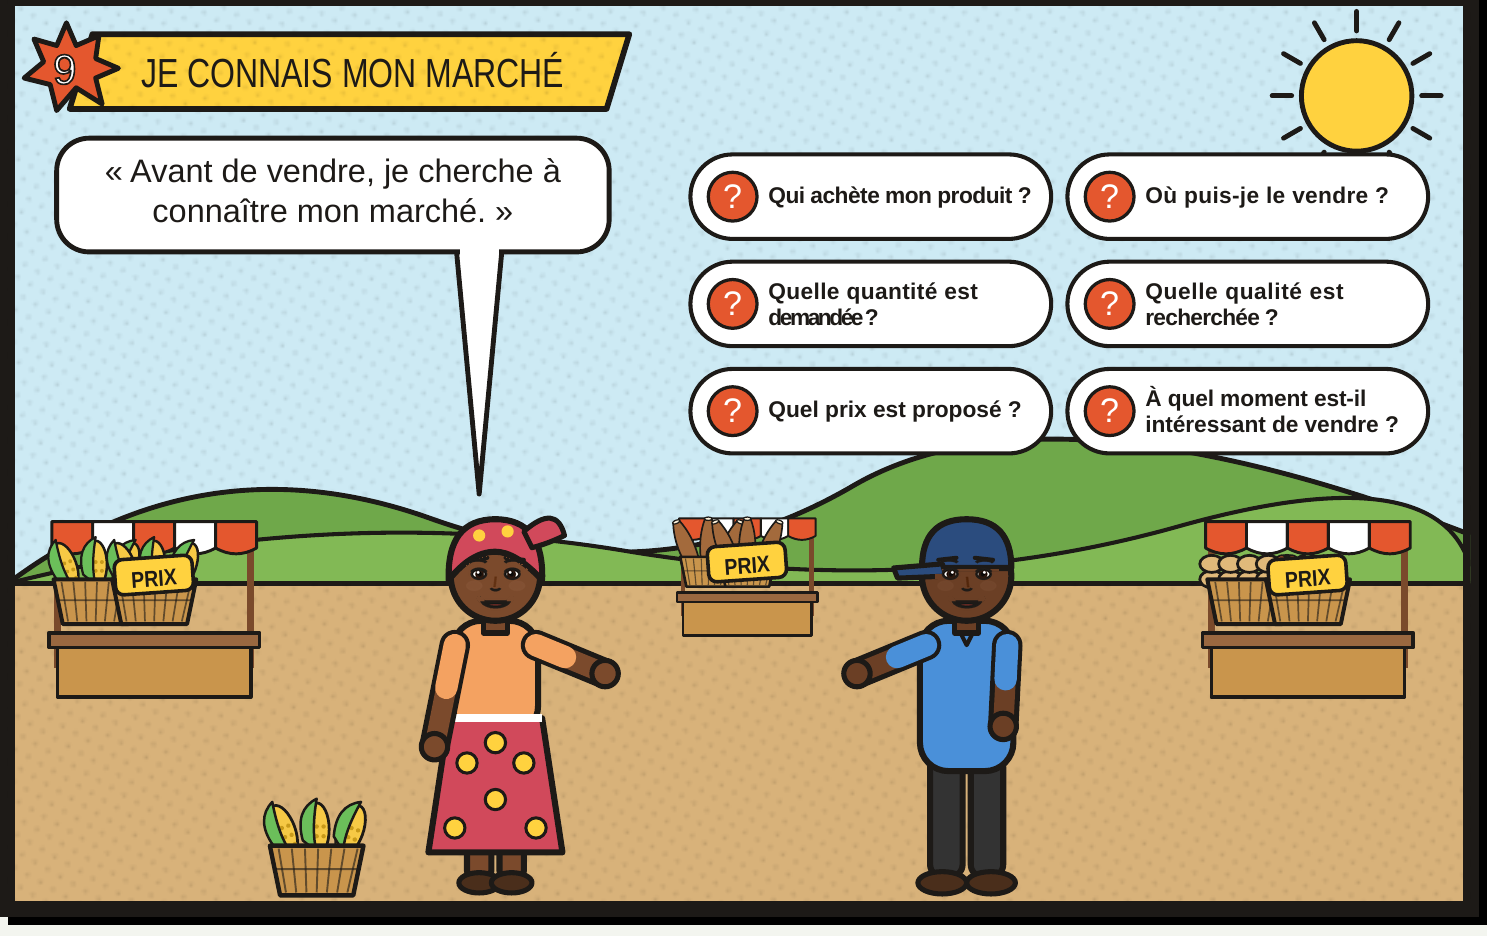 9
JE CONNAIS MON MARCHÉ
« Avant de vendre, je cherche à
connaître mon marché. »
? Qui achète mon produit ?
? Où puis-je le vendre ?
? Quelle quantité est
demandée ?
? Quelle qualité est
recherchée ?
? Quel prix est proposé ?
? À quel moment est-il
intéressant de vendre ?
PRIX
PRIX
PRIX